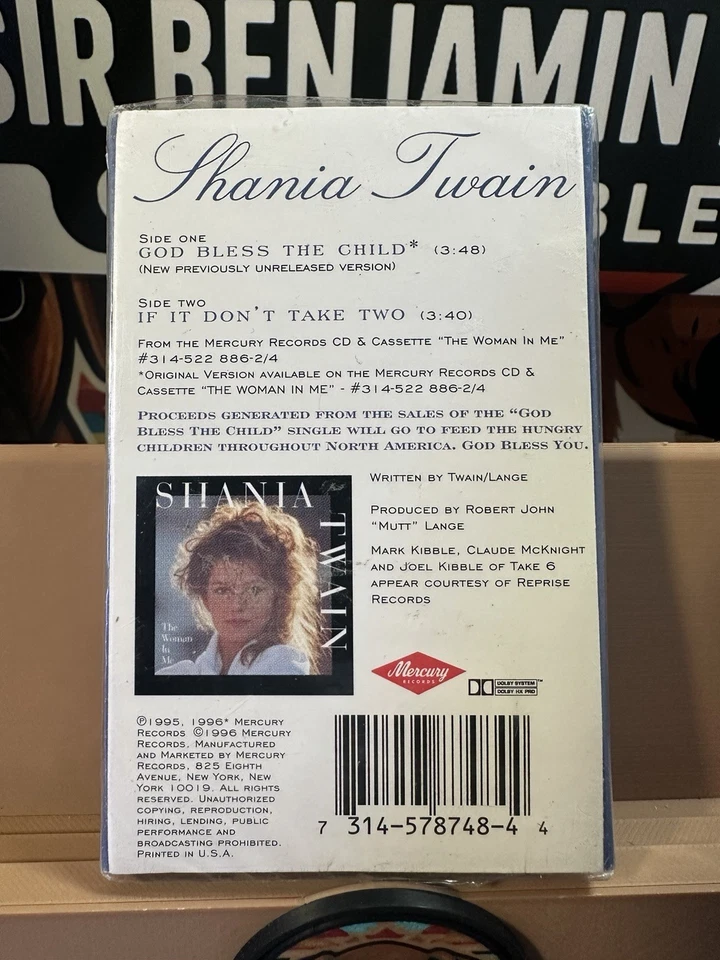 SIR BENJAMIN
BLE
Shania Twain
SIDE ONE
GOD BLESS THE CHILD* (3:48)
(NEW PREVIOUSLY UNRELEASED VERSION)
SIDE TWO
IF IT DON'T TAKE TWO (3:40)
FROM THE MERCURY RECORDS CD & CASSETTE "THE WOMAN IN ME"
#314-522 886-2/4
*ORIGINAL VERSION AVAILABLE ON THE MERCURY RECORDS CD &
CASSETTE "THE WOMAN IN ME" - #314-522 886-2/4
PROCEEDS GENERATED FROM THE SALES OF THE "GOD
BLESS THE CHILD" SINGLE WILL GO TO FEED THE HUNGRY
CHILDREN THROUGHOUT NORTH AMERICA. GOD BLESS YOU.
SHANIA
TWAIN
The
Woman
In
Me
WRITTEN BY TWAIN/LANGE
PRODUCED BY ROBERT JOHN
"MUTT" LANGE
MARK KIBBLE, CLAUDE MCKNIGHT
AND JOEL KIBBLE OF TAKE 6
APPEAR COURTESY OF REPRISE
RECORDS
Mercury
RECORDS
DOLBY SYSTEM™
DOLBY HX PRO
℗1995, 1996* MERCURY
RECORDS ©1996 MERCURY
RECORDS. MANUFACTURED
AND MARKETED BY MERCURY
RECORDS, 825 EIGHTH
AVENUE, NEW YORK, NEW
YORK 10019. ALL RIGHTS
RESERVED. UNAUTHORIZED
COPYING, REPRODUCTION,
HIRING, LENDING, PUBLIC
PERFORMANCE AND
BROADCASTING PROHIBITED.
PRINTED IN U.S.A.
7 314-578748-4 4